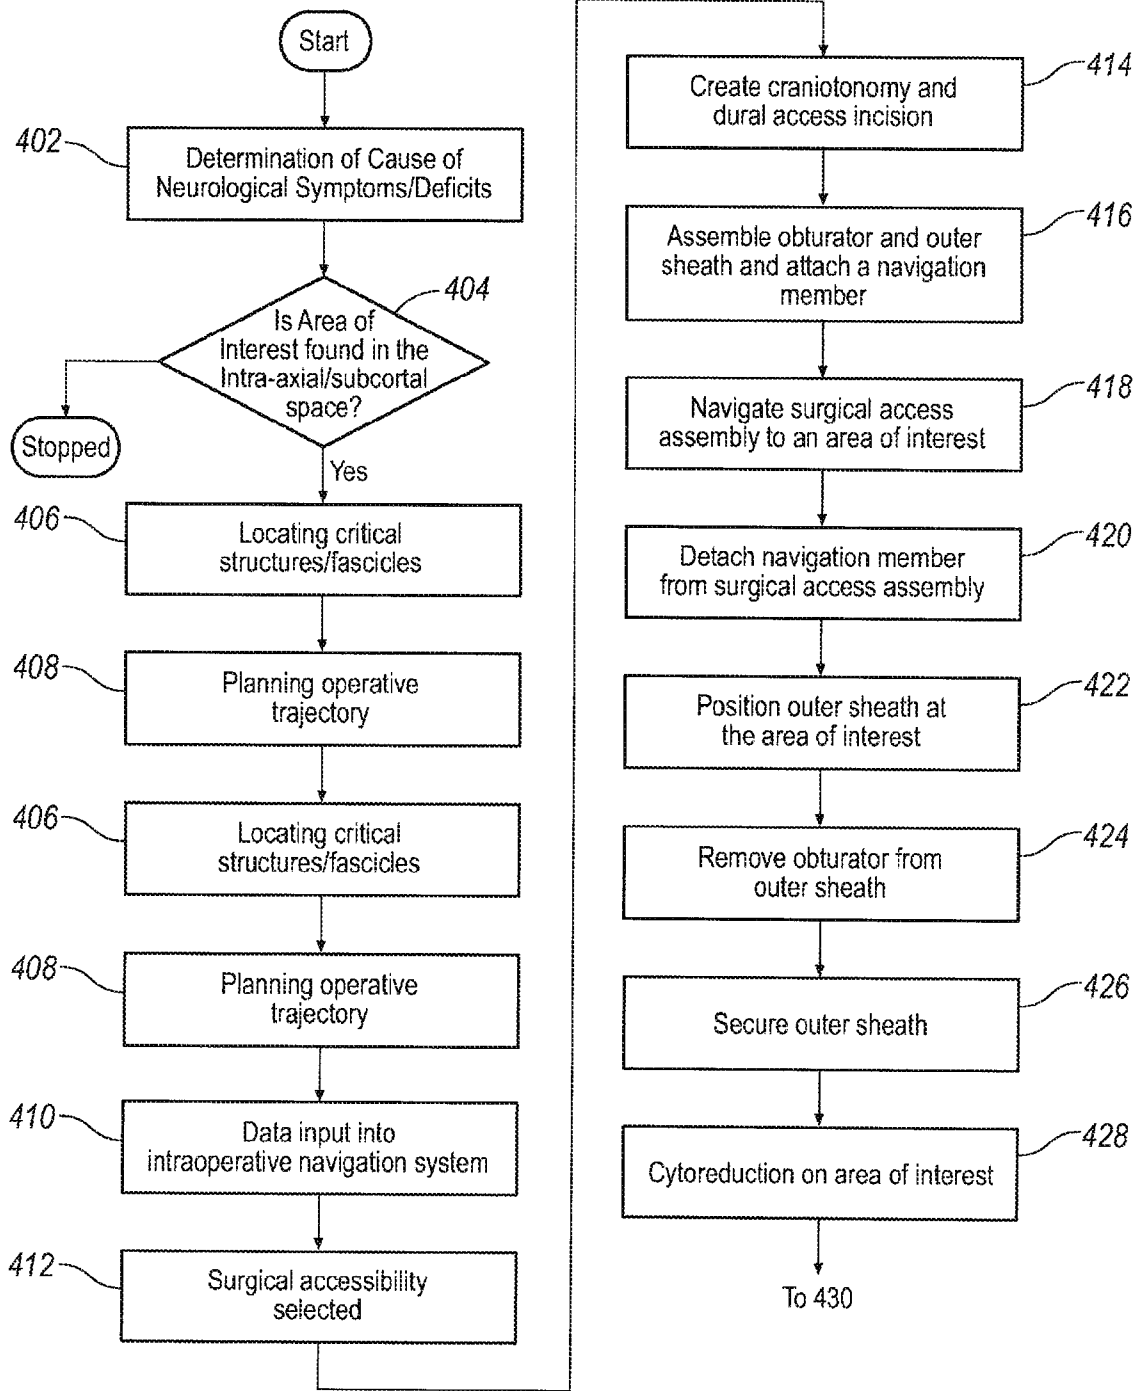 Start
402
Determination of Cause of
Neurological Symptoms/Deficits
404
Is Area of
Interest found in the
Intra-axial/subcortal
space?
Stopped
Yes
406
Locating critical
structures/fascicles
408
Planning operative
trajectory
406
Locating critical
structures/fascicles
408
Planning operative
trajectory
410
Data input into
intraoperative navigation system
412
Surgical accessibility
selected
414
Create craniotonomy and
dural access incision
416
Assemble obturator and outer
sheath and attach a navigation
member
418
Navigate surgical access
assembly to an area of interest
420
Detach navigation member
from surgical access assembly
422
Position outer sheath at
the area of interest
424
Remove obturator from
outer sheath
426
Secure outer sheath
428
Cytoreduction on area of interest
To 430